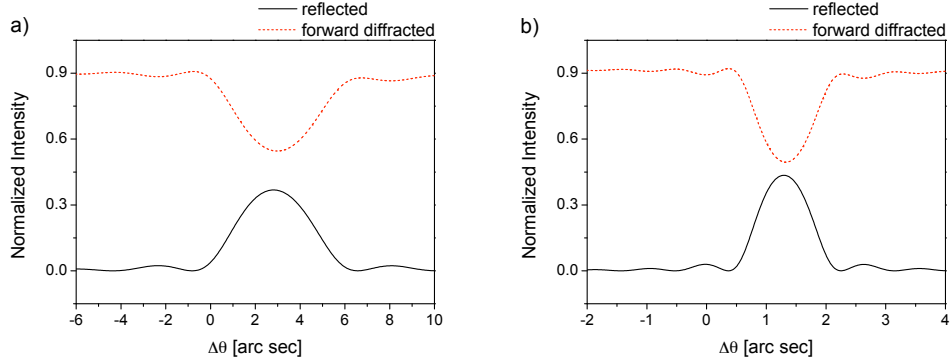 a)
reflected
forward diffracted
Normalized Intensity
0.9
0.6
0.3
0.0
-6 -4 -2 0 2 4 6 8 10
Δθ [arc sec]
b)
reflected
forward diffracted
Normalized Intensity
0.9
0.6
0.3
0.0
-2 -1 0 1 2 3 4
Δθ [arc sec]